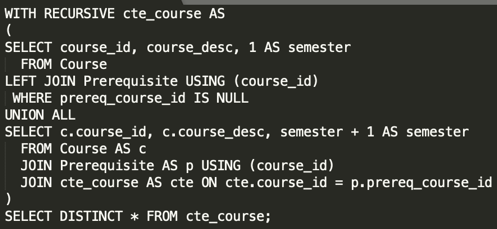 WITH RECURSIVE cte_course AS
(
SELECT course_id, course_desc, 1 AS semester
  FROM Course
LEFT JOIN Prerequisite USING (course_id)
 WHERE prereq_course_id IS NULL
UNION ALL
SELECT c.course_id, c.course_desc, semester + 1 AS semester
  FROM Course AS c
  JOIN Prerequisite AS p USING (course_id)
  JOIN cte_course AS cte ON cte.course_id = p.prereq_course_id
)
SELECT DISTINCT * FROM cte_course;